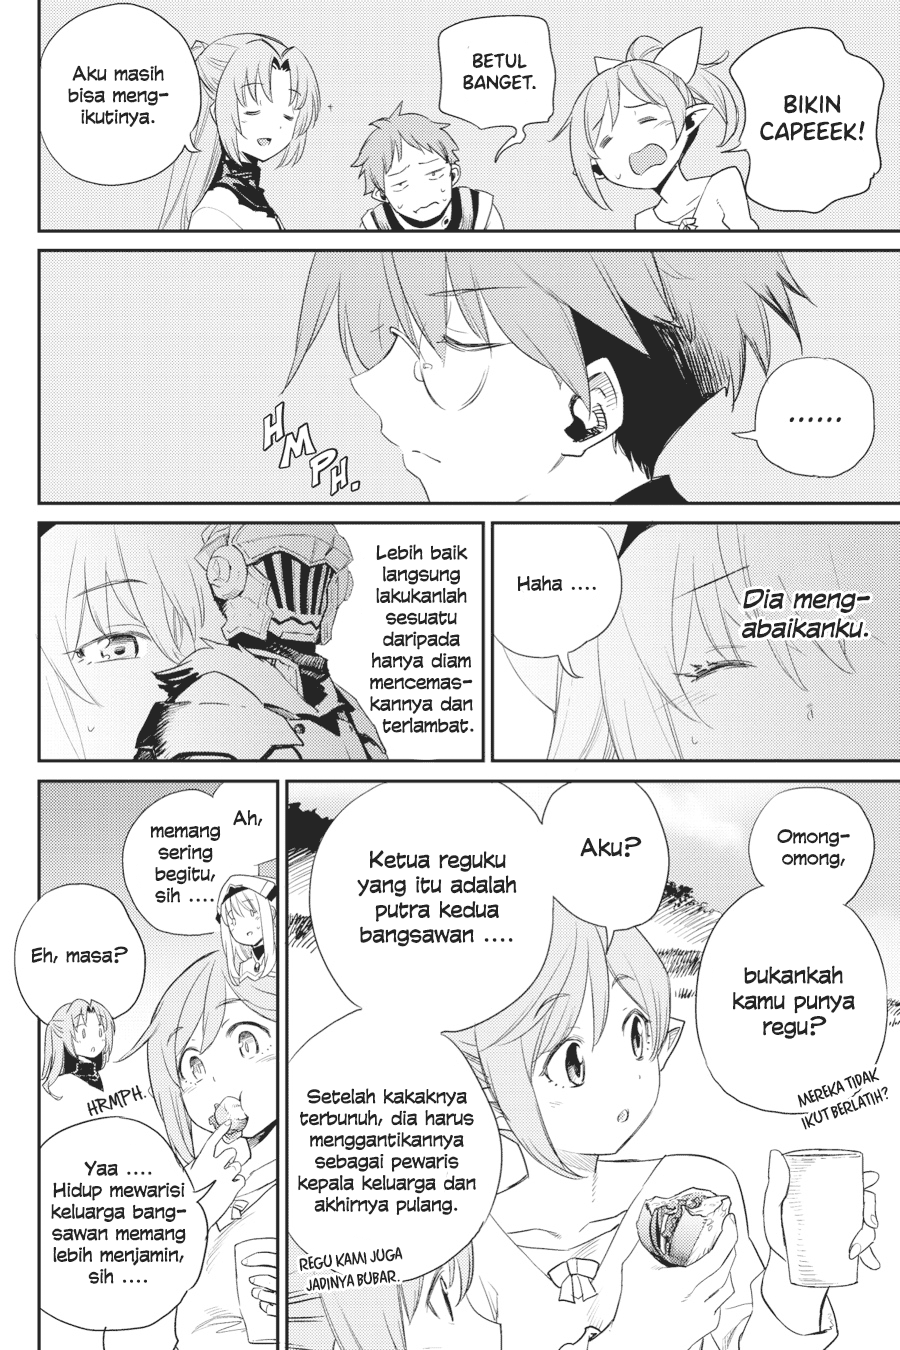 BIKIN
CAPEEEK!
BETUL
BANGET.
Aku masih
bisa meng-
ikutinya.
......
HMPH.
Dia meng-
abaikanku.
Haha ....
Lebih baik
langsung
lakukanlah
sesuatu
daripada
hanya diam
mencemas-
kannya dan
terlambat.
Omong-
omong,
bukankah
kamu punya
regu?
MEREKA TIDAK
IKUT BERLATIH?
Aku?
Ketua reguku
yang itu adalah
putra kedua
bangsawan ....
Setelah kakaknya
terbunuh, dia harus
menggantikannya
sebagai pewaris
kepala keluarga dan
akhirnya pulang.
REGU KAMI JUGA
JADINYA BUBAR.
Ah,
memang
sering
begitu,
sih ....
Eh, masa?
HRMPH.
Yaa ....
Hidup mewarisi
keluarga bang-
sawan memang
lebih menjamin,
sih ....